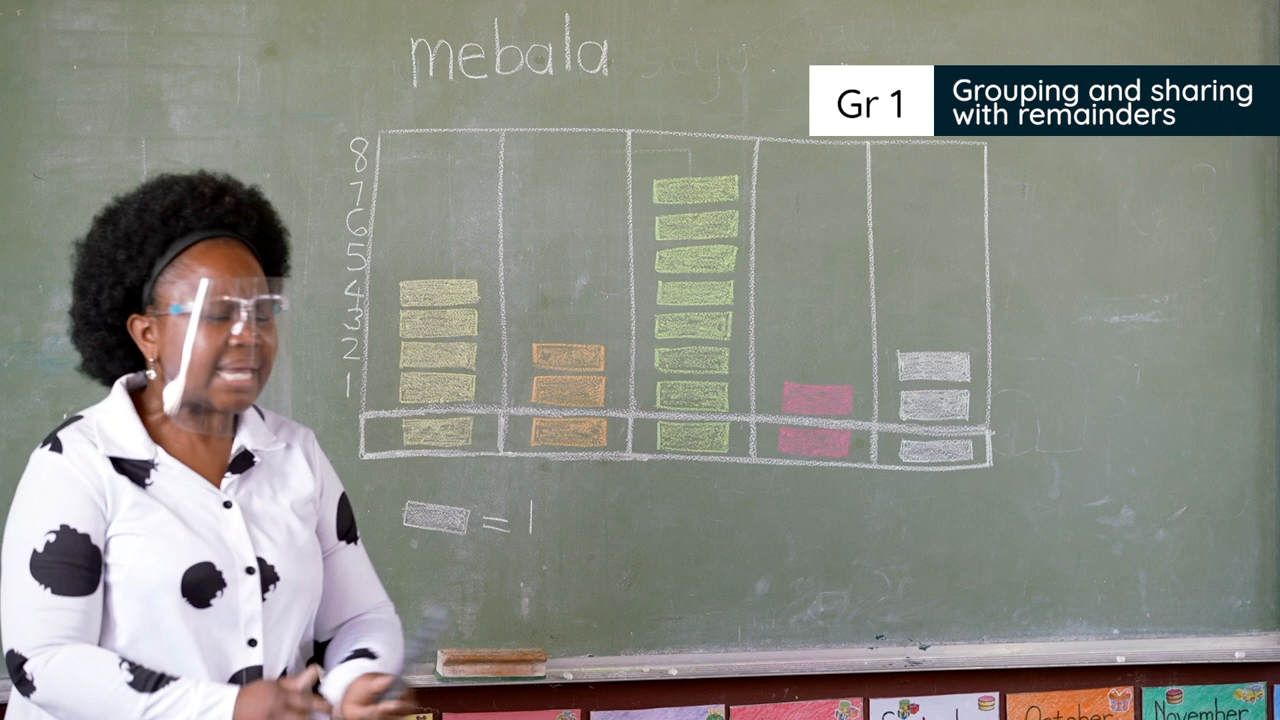 mebala
Gr 1
Grouping and sharing
with remainders
8
7
6
5
4
3
2
1
= 1
October
November